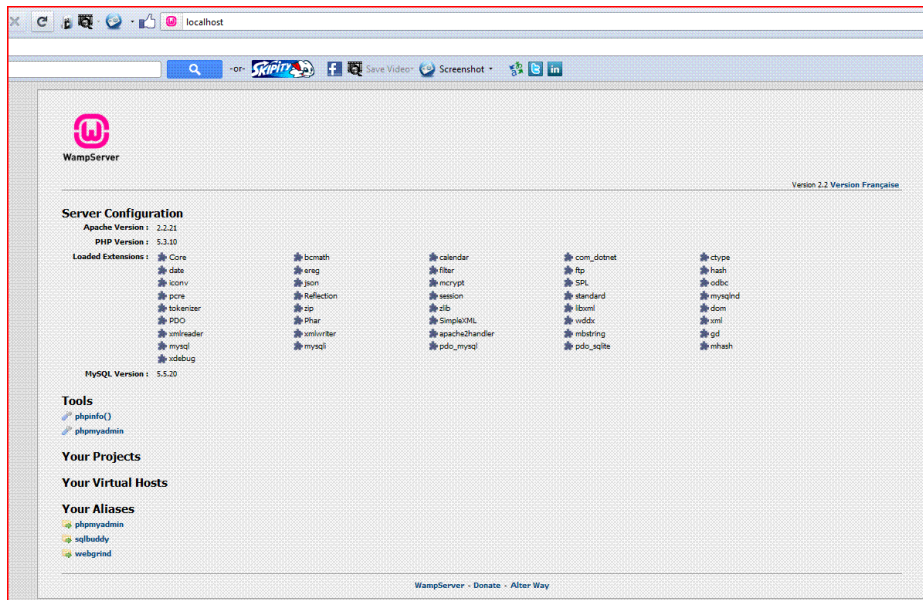 localhost
-or- SKIPITY Save Video Screenshot
WampServer
Version 2.2 Version Française
Server Configuration
Apache Version : 2.2.21
PHP Version : 5.3.10
Loaded Extensions : Core bcmath calendar com_dotnet ctype
date ereg filter ftp hash
iconv json mcrypt SPL odbc
pcre Reflection session standard mysqlnd
tokenizer zip zlib libxml dom
PDO Phar SimpleXML wddx xml
xmlreader xmlwriter apache2handler mbstring gd
mysql mysqli pdo_mysql pdo_sqlite mhash
xdebug
MySQL Version : 5.5.20
Tools
phpinfo()
phpmyadmin
Your Projects
Your Virtual Hosts
Your Aliases
phpmyadmin
sqlbuddy
webgrind
WampServer - Donate - Alter Way